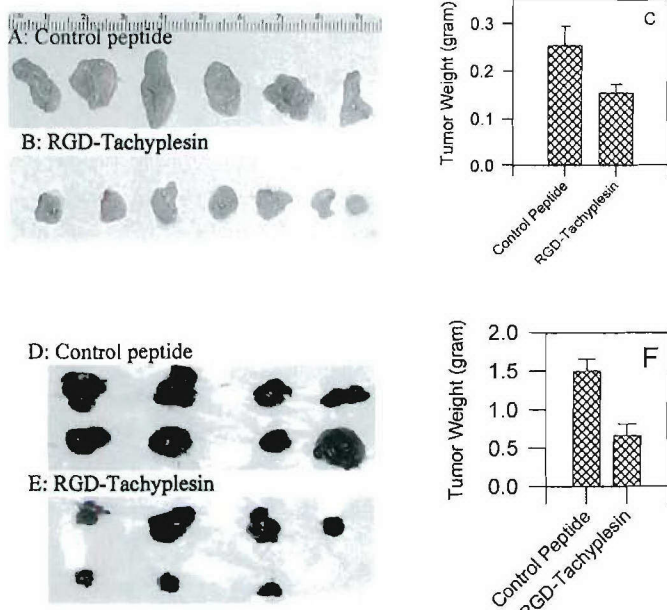 A: Control peptide
B: RGD-Tachyplesin
C
Tumor Weight (gram)
0.3
0.2
0.1
0.0
Control Peptide
RGD-Tachyplesin
D: Control peptide
E: RGD-Tachyplesin
F
Tumor Weight (gram)
2.0
1.5
1.0
0.5
0.0
Control Peptide
RGD-Tachyplesin